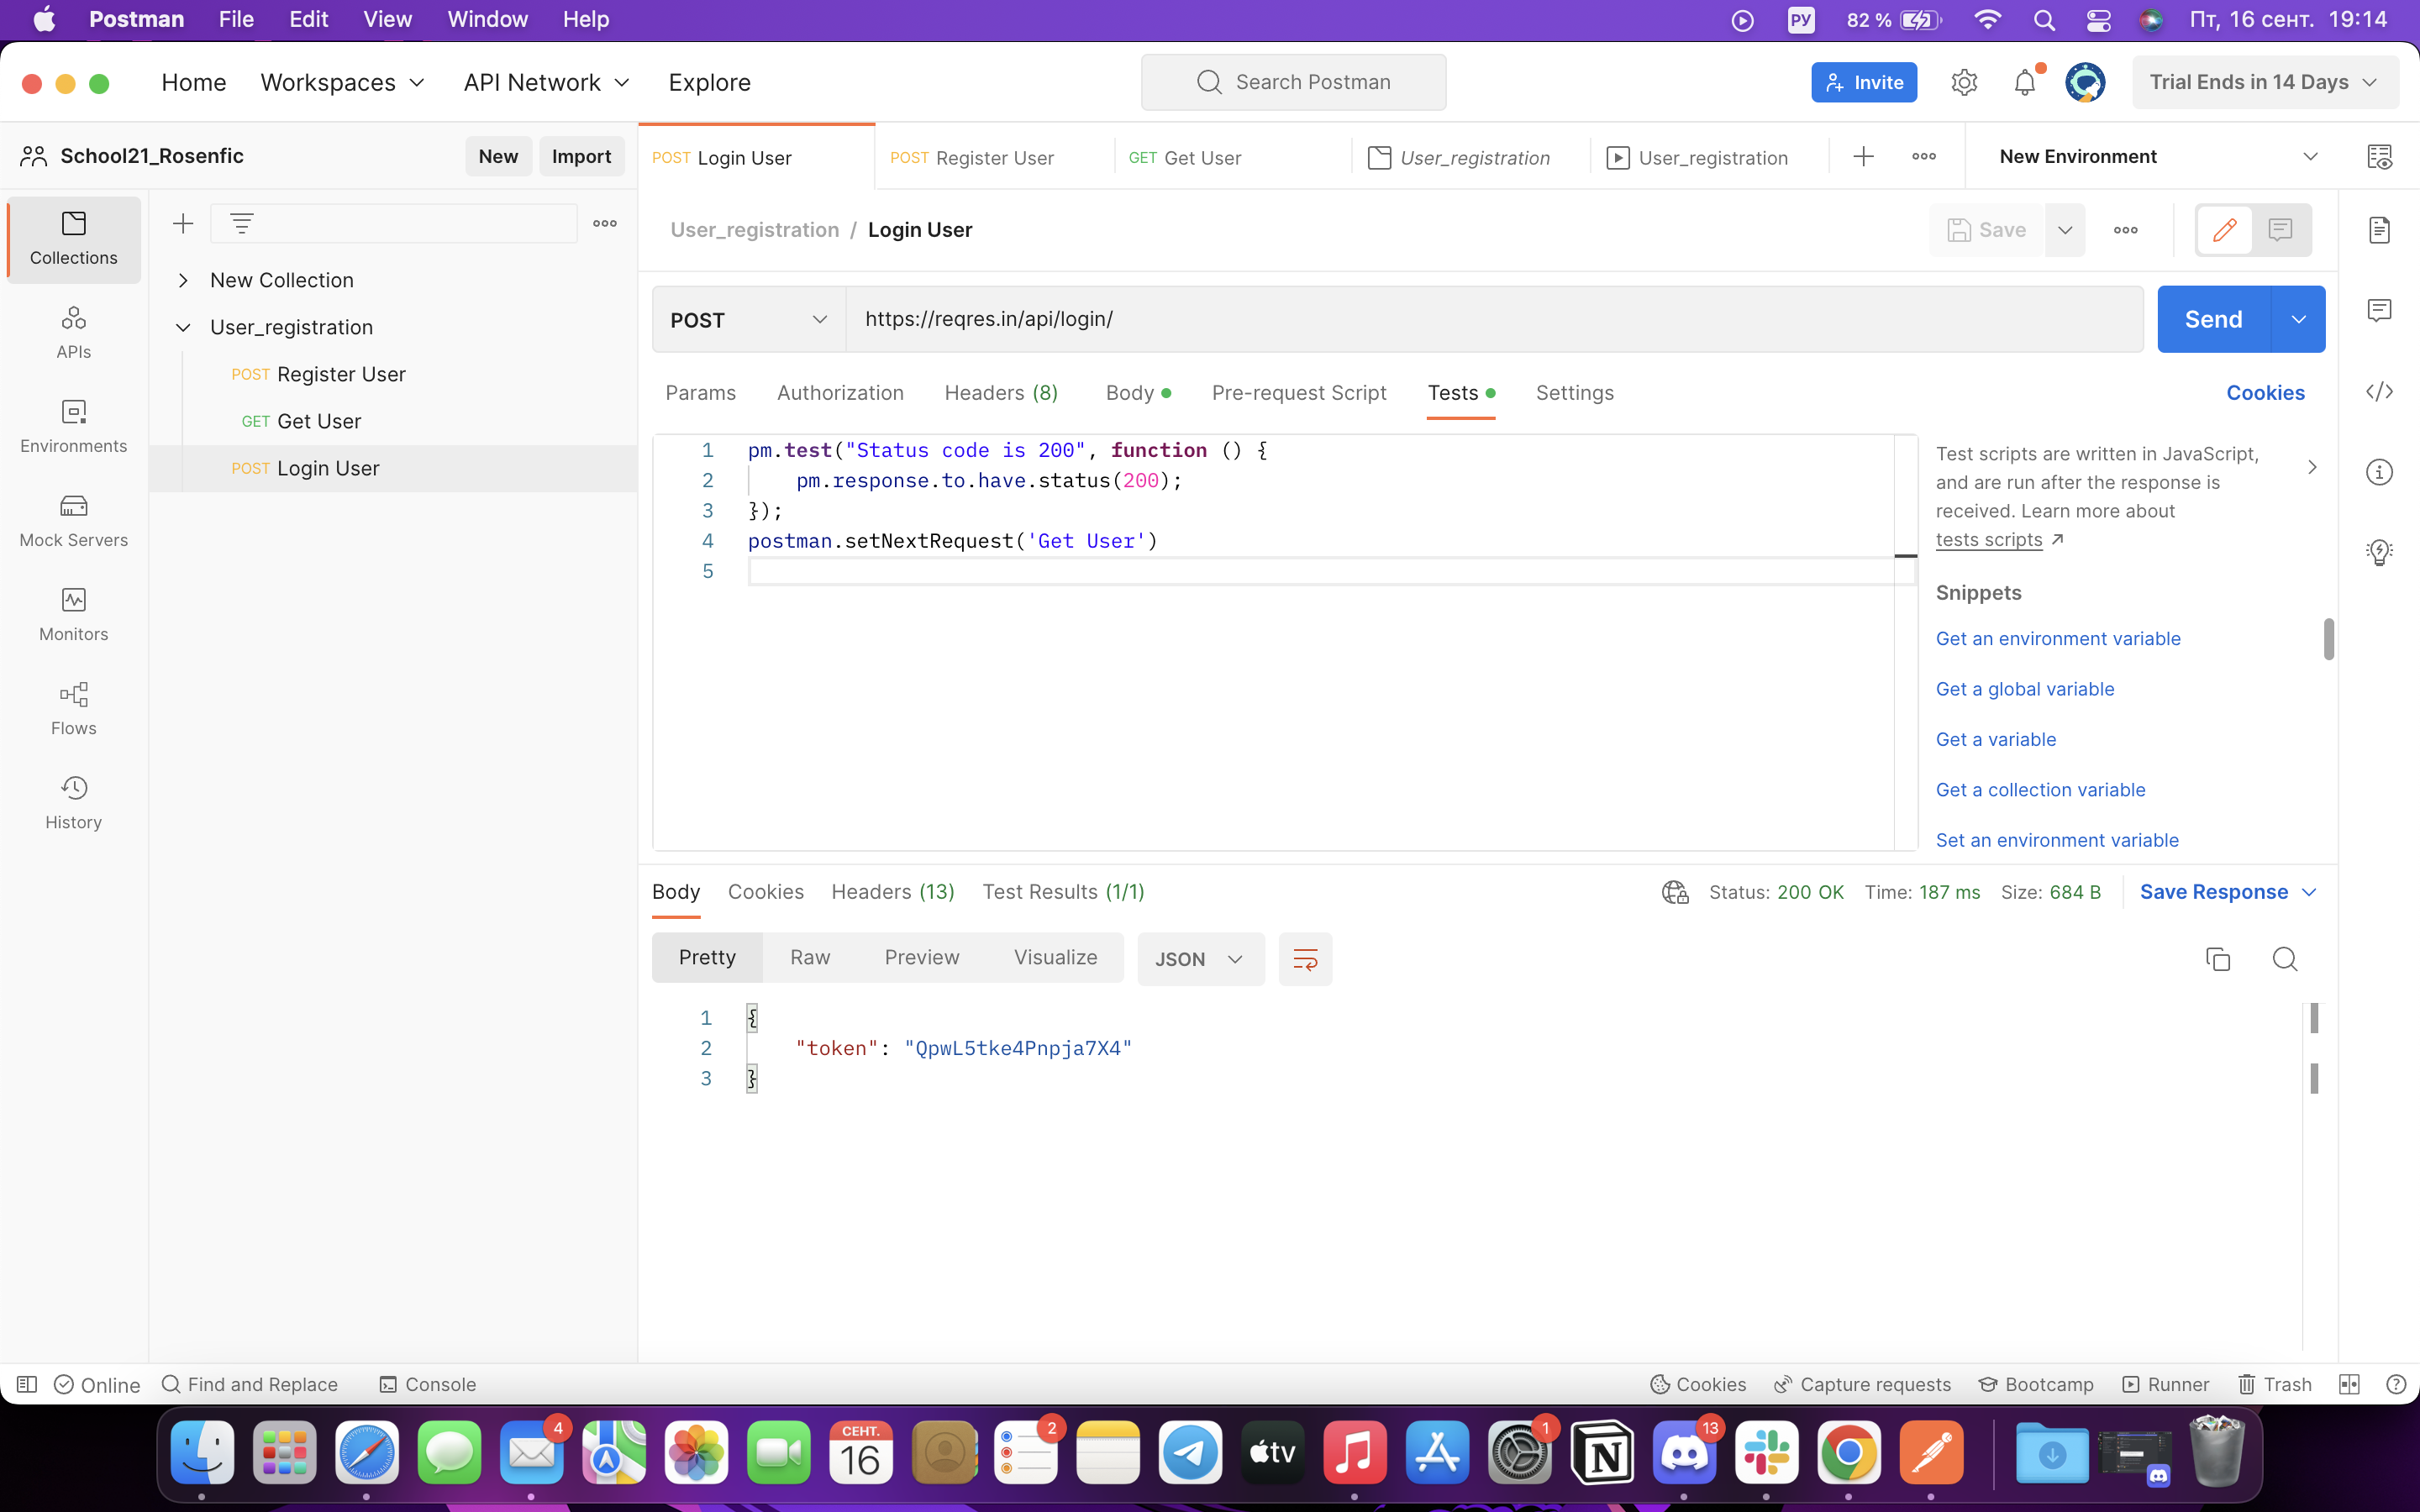 Postman File Edit View Window Help РУ 82 % Пт, 16 сент. 19:14
Home Workspaces API Network Explore Search Postman Invite Trial Ends in 14 Days
School21_Rosenfic New Import POST Login User POST Register User GET Get User User_registration User_registration New Environment
Collections
APIs
Environments
Mock Servers
Monitors
Flows
History
New Collection
User_registration
POST Register User
GET Get User
POST Login User
User_registration / Login User Save
POST https://reqres.in/api/login/ Send
Params Authorization Headers (8) Body Pre-request Script Tests Settings Cookies
1 pm.test("Status code is 200", function () {
2 pm.response.to.have.status(200);
3 });
4 postman.setNextRequest('Get User')
5
Test scripts are written in JavaScript,
and are run after the response is
received. Learn more about
tests scripts
Snippets
Get an environment variable
Get a global variable
Get a variable
Get a collection variable
Set an environment variable
Body Cookies Headers (13) Test Results (1/1) Status: 200 OK Time: 187 ms Size: 684 B Save Response
Pretty Raw Preview Visualize JSON
1 {
2 "token": "QpwL5tke4Pnpja7X4"
3 }
Online Find and Replace Console Cookies Capture requests Bootcamp Runner Trash
4 СЕНТ. 16 2 tv 1 13